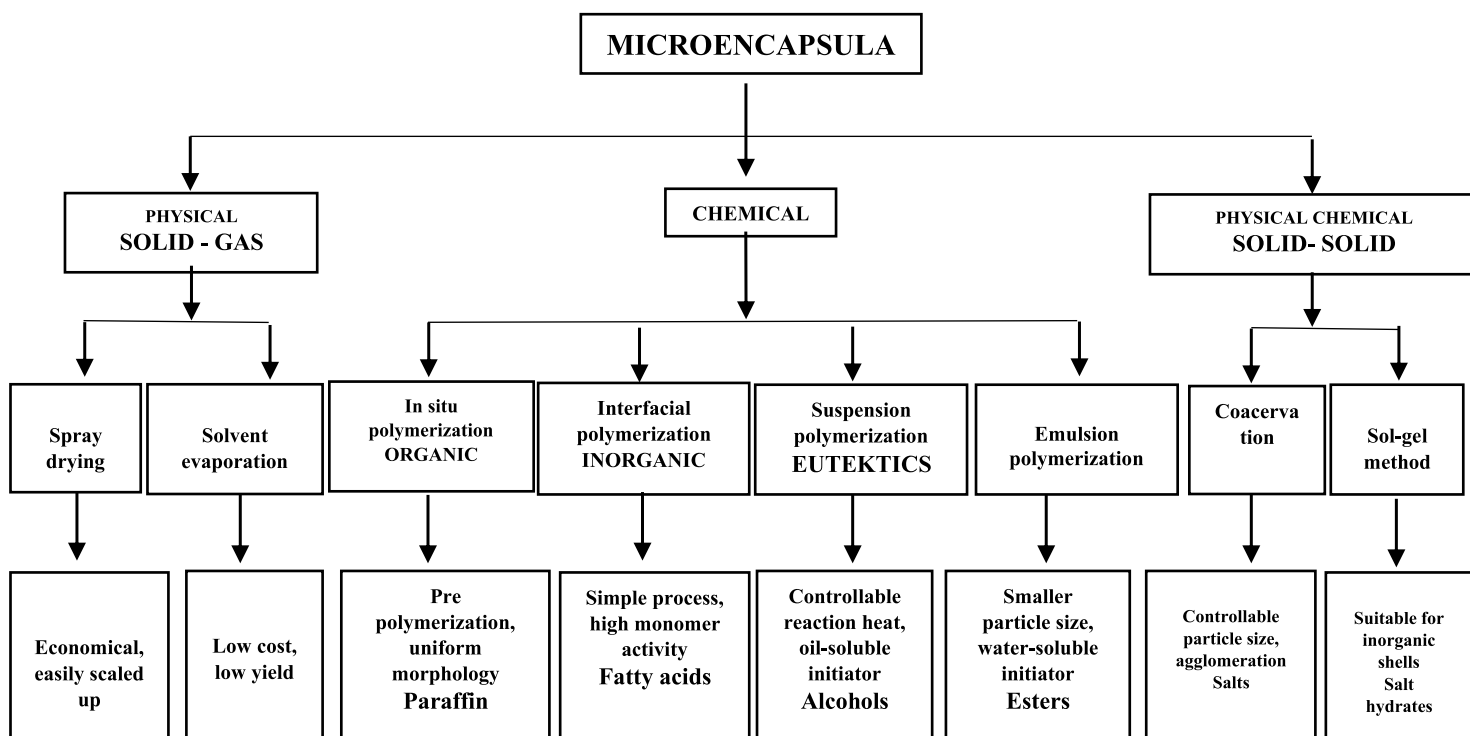 MICROENCAPSULA
PHYSICAL
SOLID - GAS
CHEMICAL
PHYSICAL CHEMICAL
SOLID- SOLID
Spray
drying
Solvent
evaporation
In situ
polymerization
ORGANIC
Interfacial
polymerization
INORGANIC
Suspension
polymerization
EUTEKTICS
Emulsion
polymerization
Coacerva
tion
Sol-gel
method
Economical,
easily scaled
up
Low cost,
low yield
Pre
polymerization,
uniform
morphology
Paraffin
Simple process,
high monomer
activity
Fatty acids
Controllable
reaction heat,
oil-soluble
initiator
Alcohols
Smaller
particle size,
water-soluble
initiator
Esters
Controllable
particle size,
agglomeration
Salts
Suitable for
inorganic
shells
Salt
hydrates